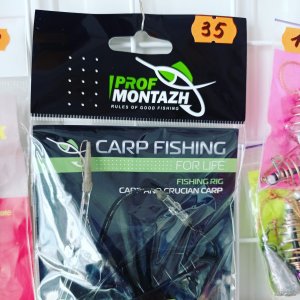 35
PROF
MONTAZH
RULES OF GOOD FISHING
CARP FISHING
FOR LIFE
FISHING RIG
CARP AND CRUCIAN CARP